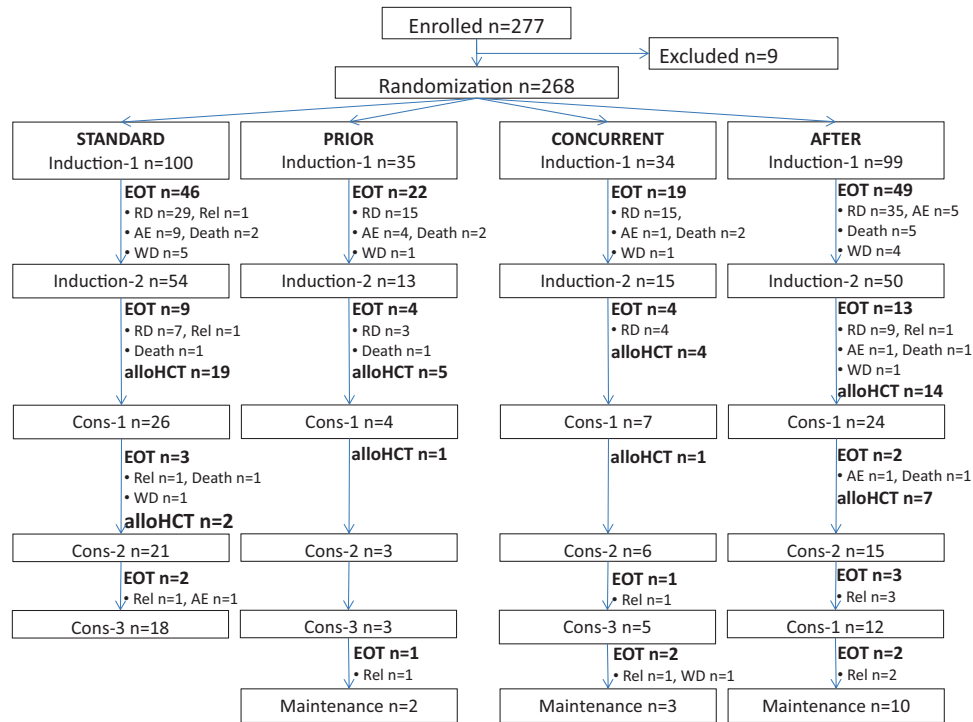 Enrolled n=277
Excluded n=9
Randomization n=268
STANDARD
Induction-1 n=100
EOT n=46
• RD n=29, Rel n=1
• AE n=9, Death n=2
• WD n=5
Induction-2 n=54
EOT n=9
• RD n=7, Rel n=1
• Death n=1
alloHCT n=19
Cons-1 n=26
EOT n=3
• Rel n=1, Death n=1
• WD n=1
alloHCT n=2
Cons-2 n=21
EOT n=2
• Rel n=1, AE n=1
Cons-3 n=18
PRIOR
Induction-1 n=35
EOT n=22
• RD n=15
• AE n=4, Death n=2
• WD n=1
Induction-2 n=13
EOT n=4
• RD n=3
• Death n=1
alloHCT n=5
Cons-1 n=4
alloHCT n=1
Cons-2 n=3
Cons-3 n=3
EOT n=1
• Rel n=1
Maintenance n=2
CONCURRENT
Induction-1 n=34
EOT n=19
• RD n=15,
• AE n=1, Death n=2
• WD n=1
Induction-2 n=15
EOT n=4
• RD n=4
alloHCT n=4
Cons-1 n=7
alloHCT n=1
Cons-2 n=6
EOT n=1
• Rel n=1
Cons-3 n=5
EOT n=2
• Rel n=1, WD n=1
Maintenance n=3
AFTER
Induction-1 n=99
EOT n=49
• RD n=35, AE n=5
• Death n=5
• WD n=4
Induction-2 n=50
EOT n=13
• RD n=9, Rel n=1
• AE n=1, Death n=1
• WD n=1
alloHCT n=14
Cons-1 n=24
EOT n=2
• AE n=1, Death n=1
alloHCT n=7
Cons-2 n=15
EOT n=3
• Rel n=3
Cons-1 n=12
EOT n=2
• Rel n=2
Maintenance n=10